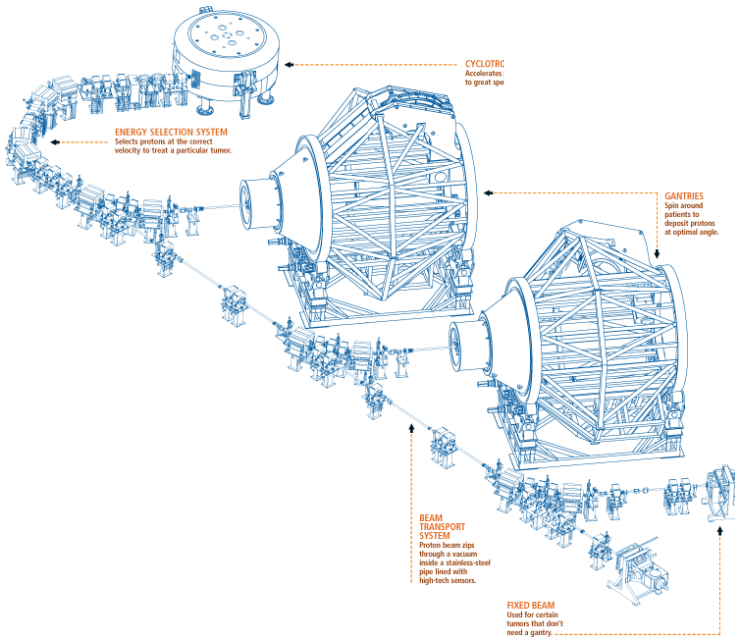 CYCLOTRO
Accelerates
to great spe
ENERGY SELECTION SYSTEM
Selects protons at the correct
velocity to treat a particular tumor.
GANTRIES
Spin around
patients to
deposit protons
at optimal angle.
BEAM
TRANSPORT
SYSTEM
Proton beam zips
through a vacuum
inside a stainless-steel
pipe lined with
high-tech sensors.
FIXED BEAM
Used for certain
tumors that don't
need a gantry.